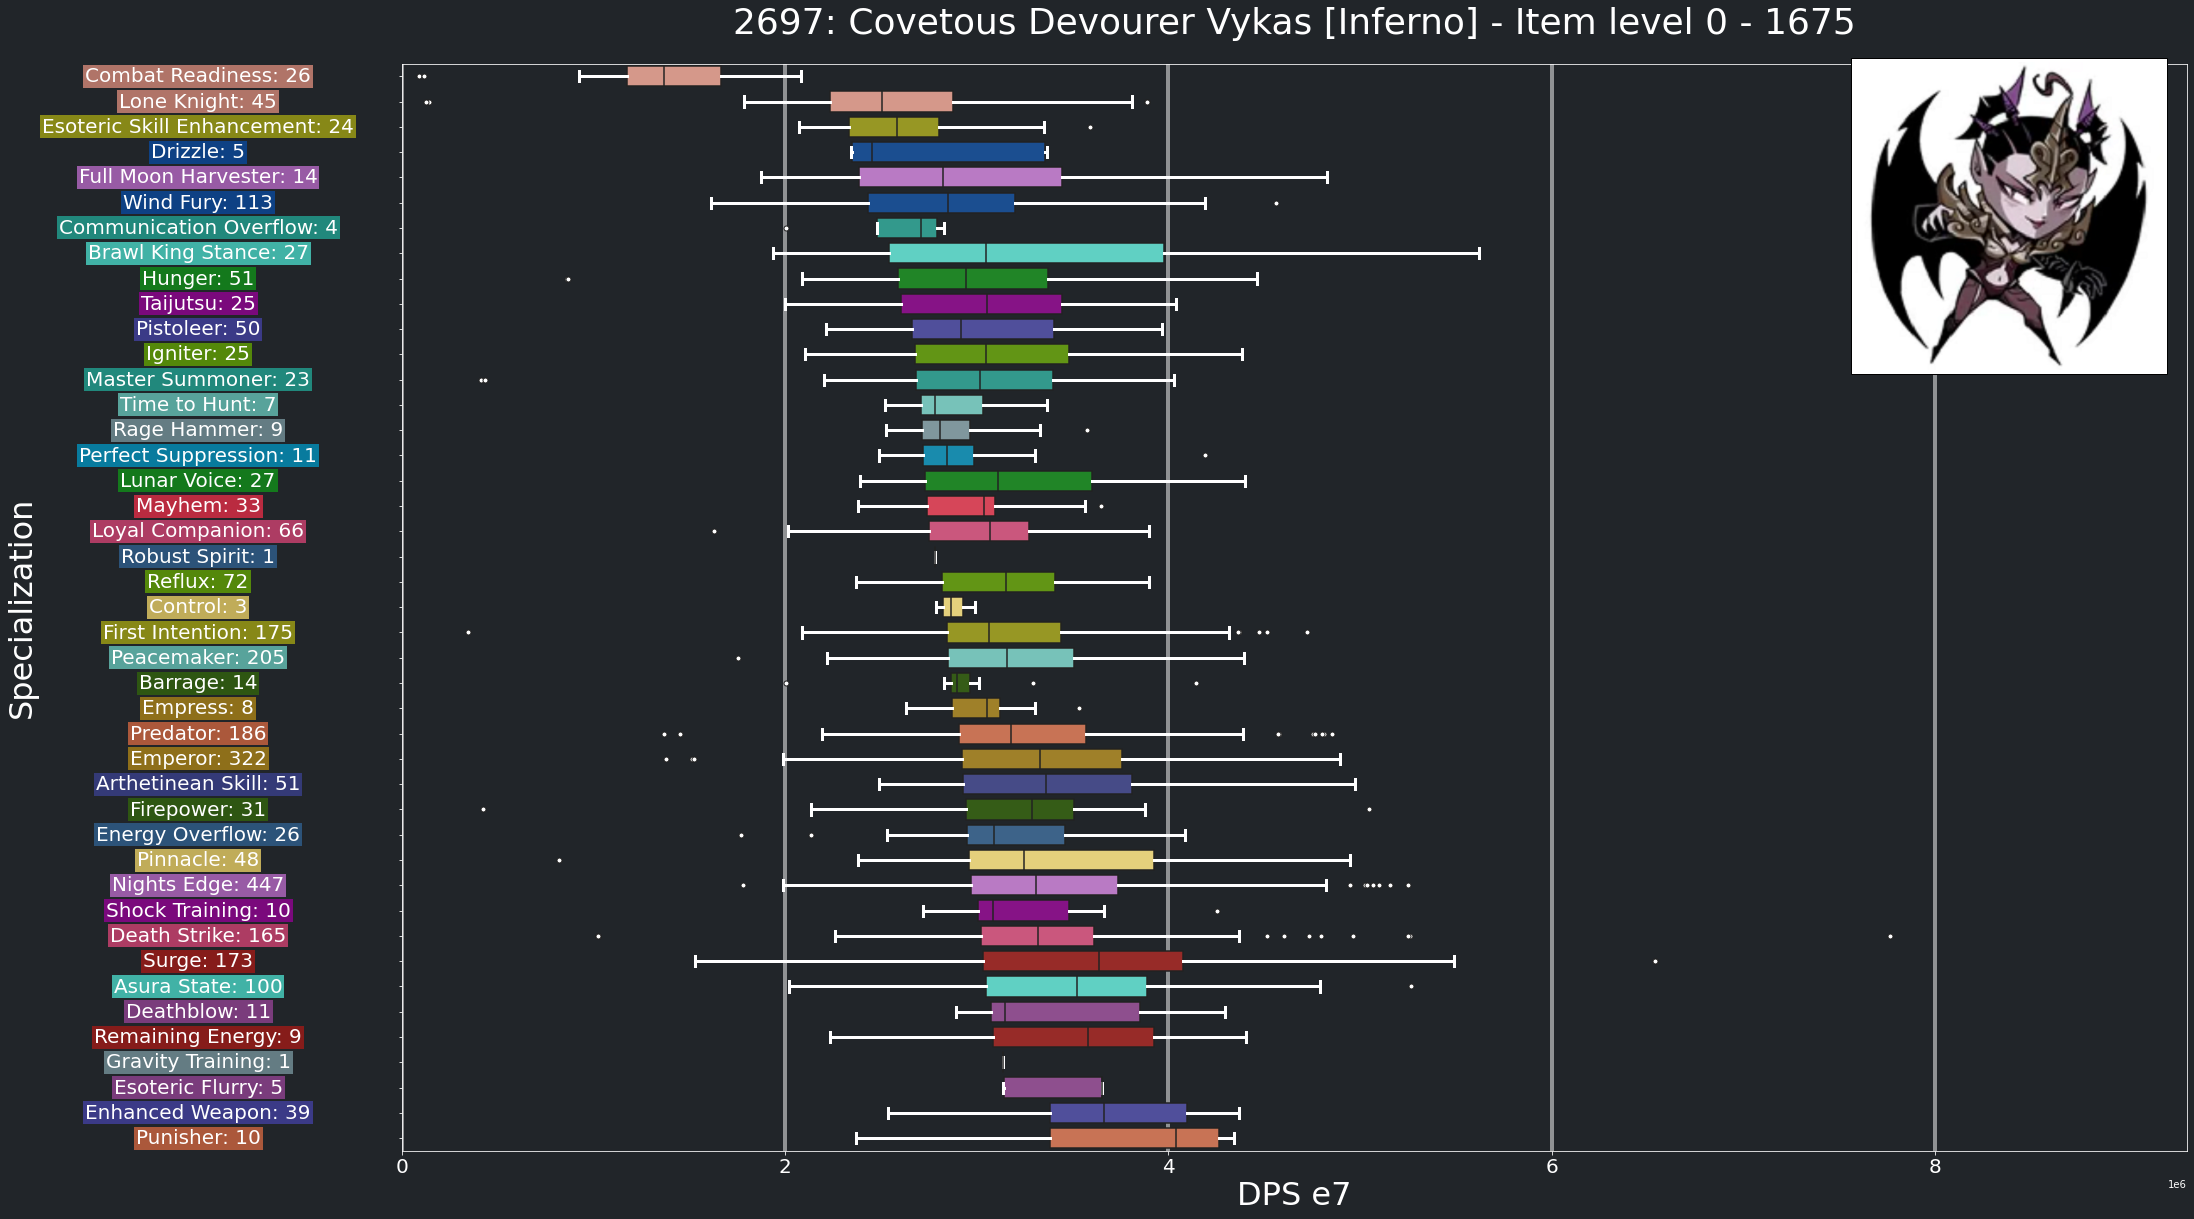 2697: Covetous Devourer Vykas [Inferno] - Item level 0 - 1675
Combat Readiness: 26
Lone Knight: 45
Esoteric Skill Enhancement: 24
Drizzle: 5
Full Moon Harvester: 14
Wind Fury: 113
Communication Overflow: 4
Brawl King Stance: 27
Hunger: 51
Taijutsu: 25
Pistoleer: 50
Igniter: 25
Master Summoner: 23
Time to Hunt: 7
Rage Hammer: 9
Perfect Suppression: 11
Lunar Voice: 27
Mayhem: 33
Loyal Companion: 66
Robust Spirit: 1
Reflux: 72
Control: 3
First Intention: 175
Peacemaker: 205
Barrage: 14
Empress: 8
Predator: 186
Emperor: 322
Arthetinean Skill: 51
Firepower: 31
Energy Overflow: 26
Pinnacle: 48
Nights Edge: 447
Shock Training: 10
Death Strike: 165
Surge: 173
Asura State: 100
Deathblow: 11
Remaining Energy: 9
Gravity Training: 1
Esoteric Flurry: 5
Enhanced Weapon: 39
Punisher: 10
Specialization
0 2 4 6 8
1e6
DPS e7